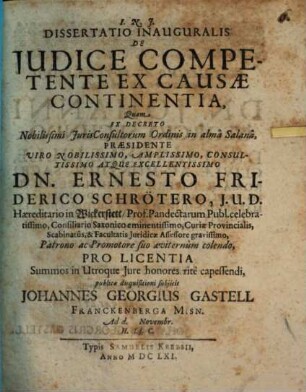 I. N. J.
DISSERTATIO INAUGURALIS
DE
JUDICE COMPE-
TENTE EX CAUSÆ
CONTINENTIA,
Quam
EX DECRETO
Nobilissimi JurisConsultorum Ordinis in almâ Salanâ,
PRÆSIDENTE
VIRO NOBILISSIMO, AMPLISSIMO, CONSUL-
TISSIMO ATQUE EXCELLENTISSIMO
DN. ERNESTO FRI-
DERICO SCHRÖTERO, J.U.D.
Hæreditario in Wickerstett/ Prof. Pandectarum Publ. celebra-
tissimo, Consiliario Saxonico eminentissimo, Curiæ Provincialis,
Scabinatûs, & Facultatis Juridicæ Assessore gravissimo,
Patrono ac Promotore suo æviternùm colendo,
PRO LICENTIA
Summos in Utroque Jure honores ritè capessendi,
publicæ disquisitioni subjicit
JOHANNES GEORGIUS GASTELL
FRANCKENBERGA MISN.
Ad d. Novembr.
H. L. C.
Typis SAMUELIS KREBSII,
ANNO M DC LXI.